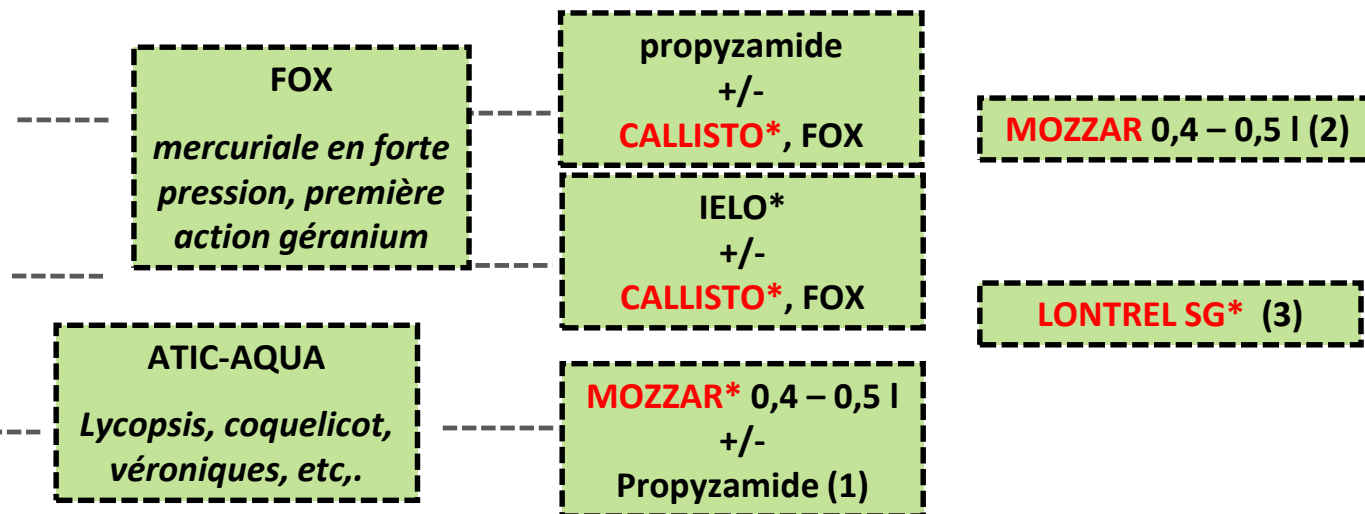 FOX
mercuriale en forte
pression, première
action géranium
ATIC-AQUA
Lycopsis, coquelicot,
véroniques, etc,.
propyzamide
+/-
CALLISTO*, FOX
IELO*
+/-
CALLISTO*, FOX
MOZZAR* 0,4 – 0,5 l
+/-
Propyzamide (1)
MOZZAR 0,4 – 0,5 l (2)
LONTREL SG* (3)